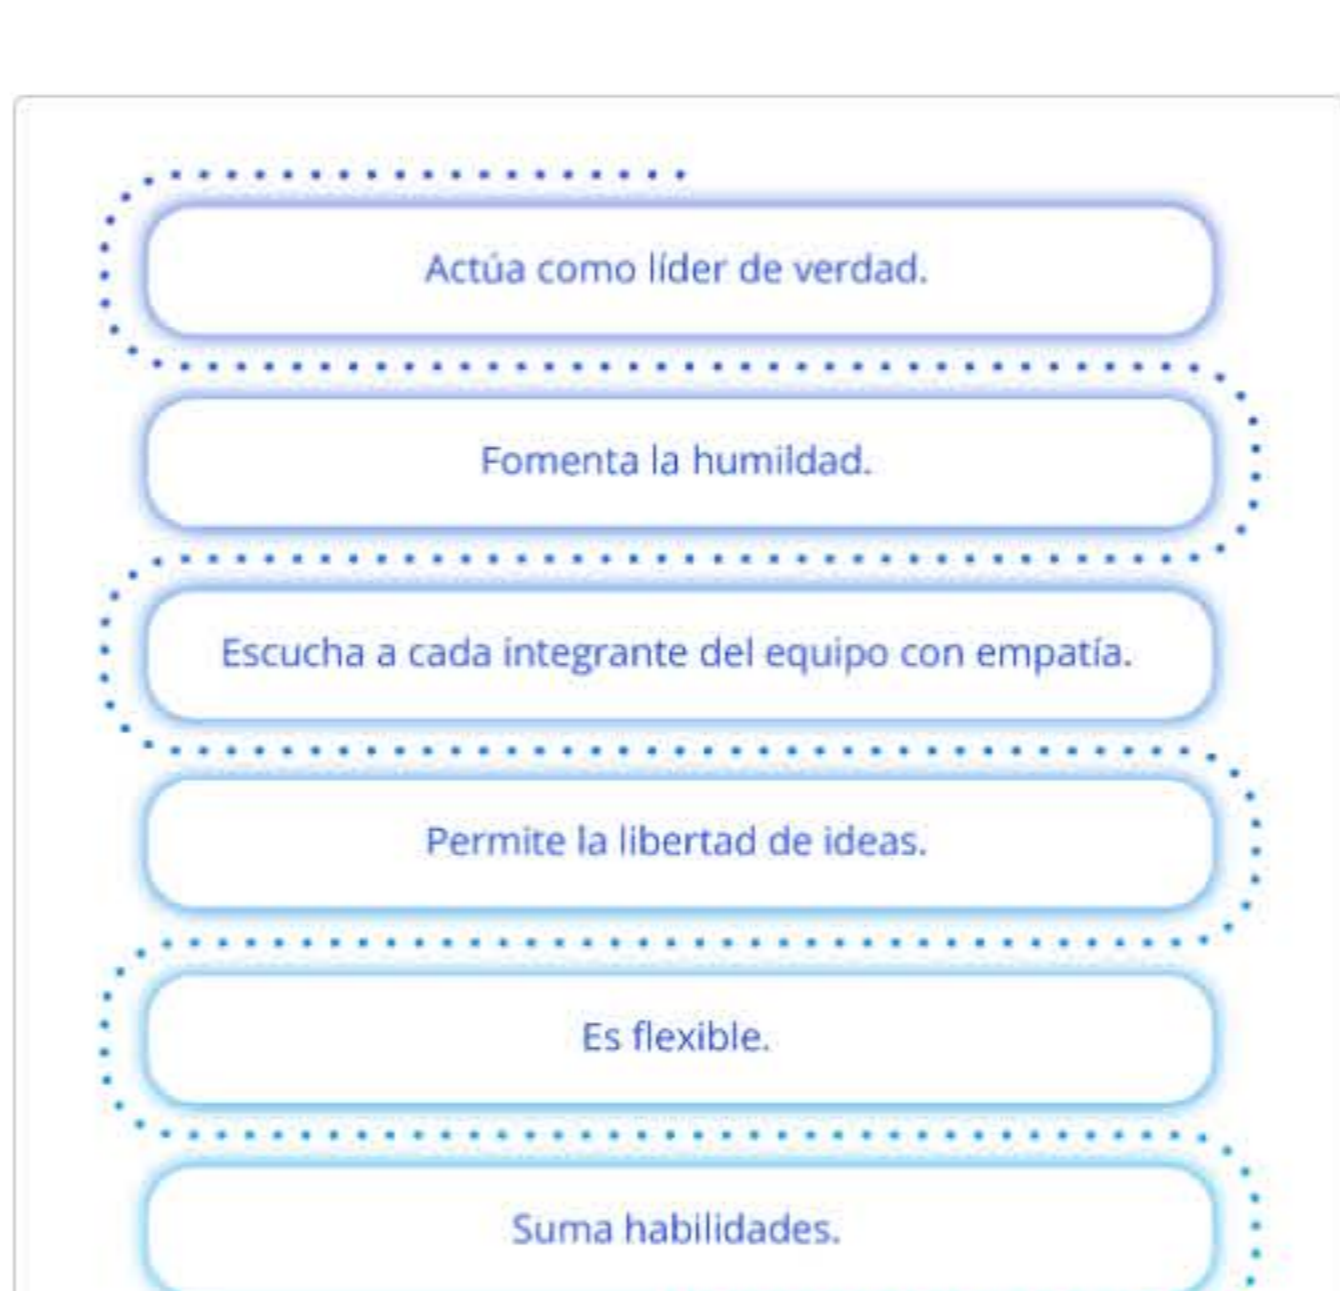 Actúa como líder de verdad.
Fomenta la humildad.
Escucha a cada integrante del equipo con empatía.
Permite la libertad de ideas.
Es flexible.
Suma habilidades.